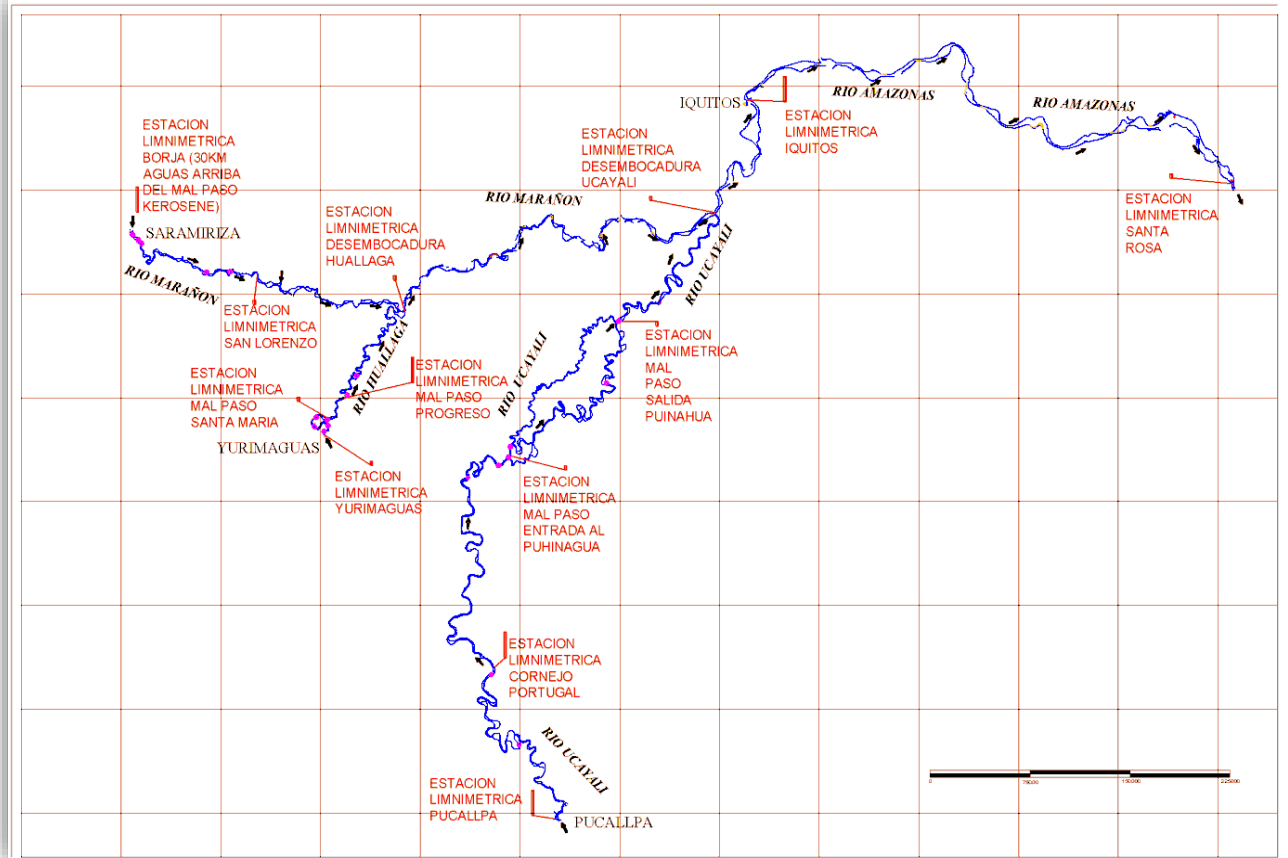 RIO AMAZONAS
RIO AMAZONAS
IQUITOS
ESTACION
LIMNIMETRICA
IQUITOS
ESTACION
LIMNIMETRICA
BORJA (30KM
AGUAS ARRIBA
DEL MAL PASO
KEROSENE)
ESTACION
LIMNIMETRICA
DESEMBOCADURA
UCAYALI
RIO MARAÑON
ESTACION
LIMNIMETRICA
SANTA
ROSA
ESTACION
LIMNIMETRICA
DESEMBOCADURA
HUALLAGA
SARAMIRIZA
RIO MARAÑON
RIO UCAYALI
ESTACION
LIMNIMETRICA
SAN LORENZO
RIO HUALLAGA
RIO UCAYALI
ESTACION
LIMNIMETRICA
MAL
PASO
SALIDA
PUINAHUA
ESTACION
LIMNIMETRICA
MAL PASO
SANTA MARIA
ESTACION
LIMNIMETRICA
MAL PASO
PROGRESO
YURIMAGUAS
ESTACION
LIMNIMETRICA
YURIMAGUAS
ESTACION
LIMNIMETRICA
MAL PASO
ENTRADA AL
PUHINAGUA
ESTACION
LIMNIMETRICA
CORNEJO
PORTUGAL
RIO UCAYALI
ESTACION
LIMNIMETRICA
PUCALLPA
PUCALLPA
0 75000 150000 225000